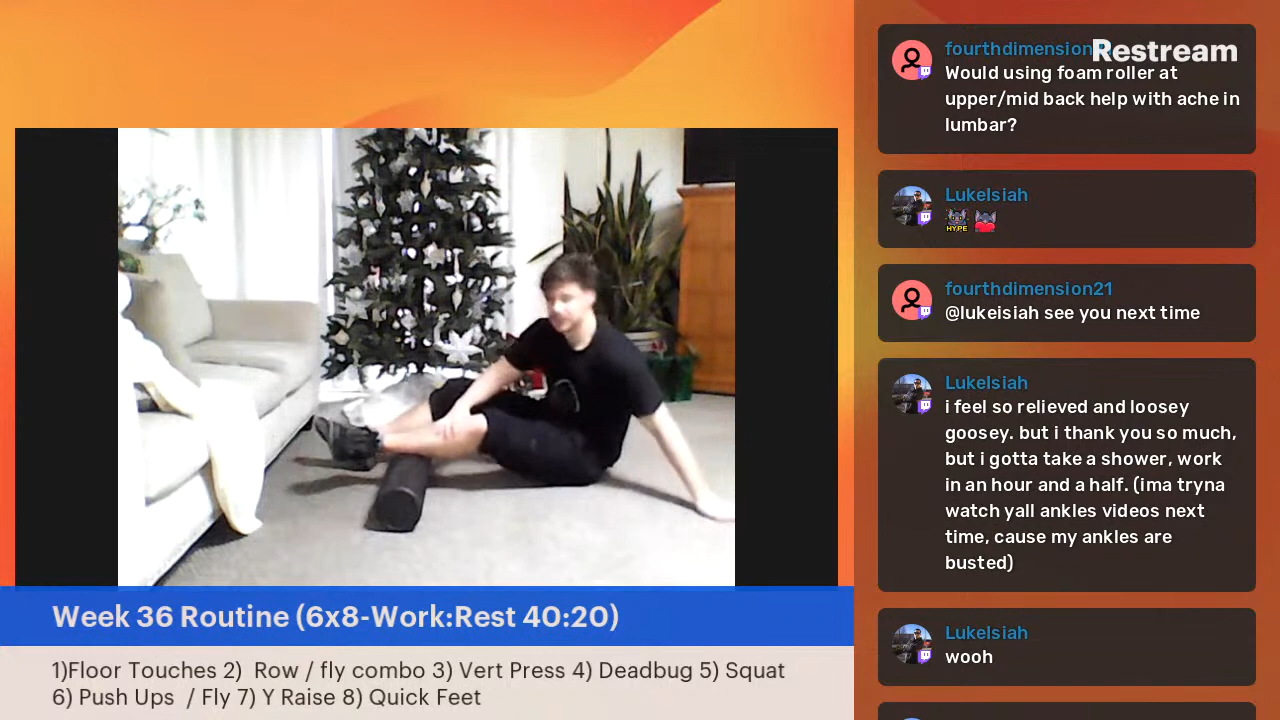 fourthdimension
Restream
Would using foam roller at
upper/mid back help with ache in
lumbar?
LukeIsiah
HYPE
fourthdimension21
@lukeisiah see you next time
LukeIsiah
i feel so relieved and loosey
goosey. but i thank you so much,
but i gotta take a shower, work
in an hour and a half. (ima tryna
watch yall ankles videos next
time, cause my ankles are
busted)
LukeIsiah
wooh
Week 36 Routine (6x8-Work:Rest 40:20)
1)Floor Touches 2)  Row / fly combo 3) Vert Press 4) Deadbug 5) Squat
6) Push Ups  / Fly 7) Y Raise 8) Quick Feet